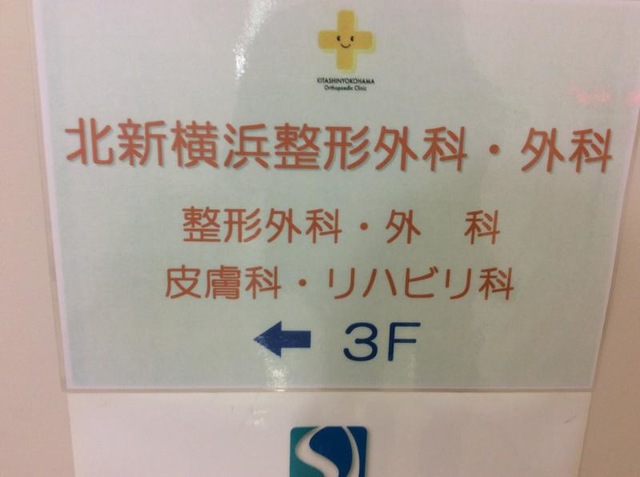 KITASHINYOKOHAMA
Orthopaedic Clinic
北新横浜整形外科・外科
整形外科・外　科
皮膚科・リハビリ科
← 3F